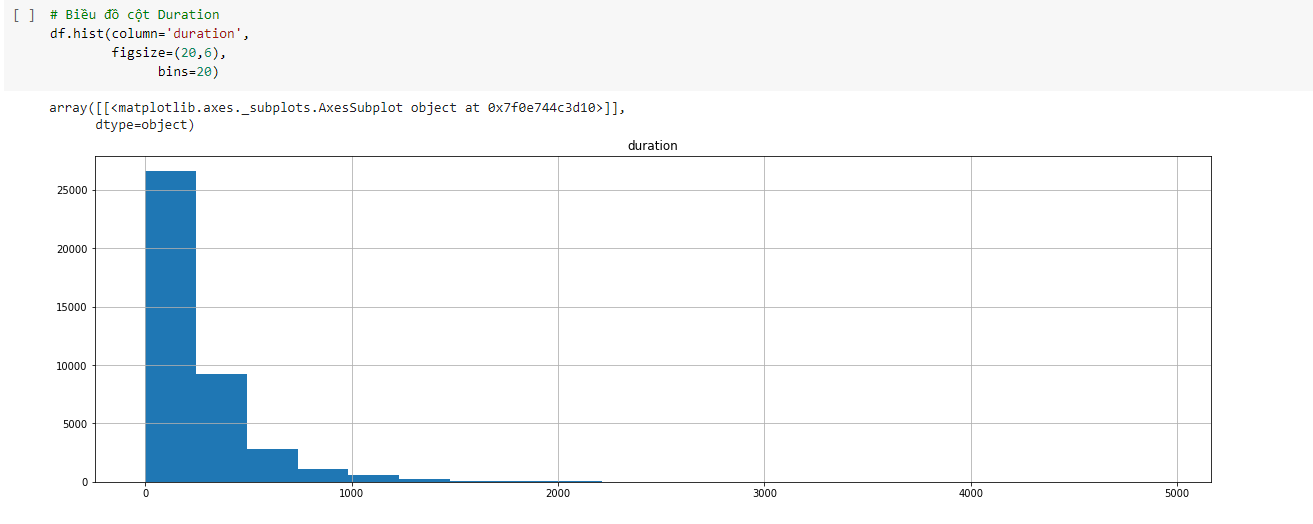 [ ] # Biều đồ cột Duration
df.hist(column='duration',
figsize=(20,6),
bins=20)
array([[<matplotlib.axes._subplots.AxesSubplot object at 0x7f0e744c3d10>]],
dtype=object)
duration
25000
20000
15000
10000
5000
0
0 1000 2000 3000 4000 5000